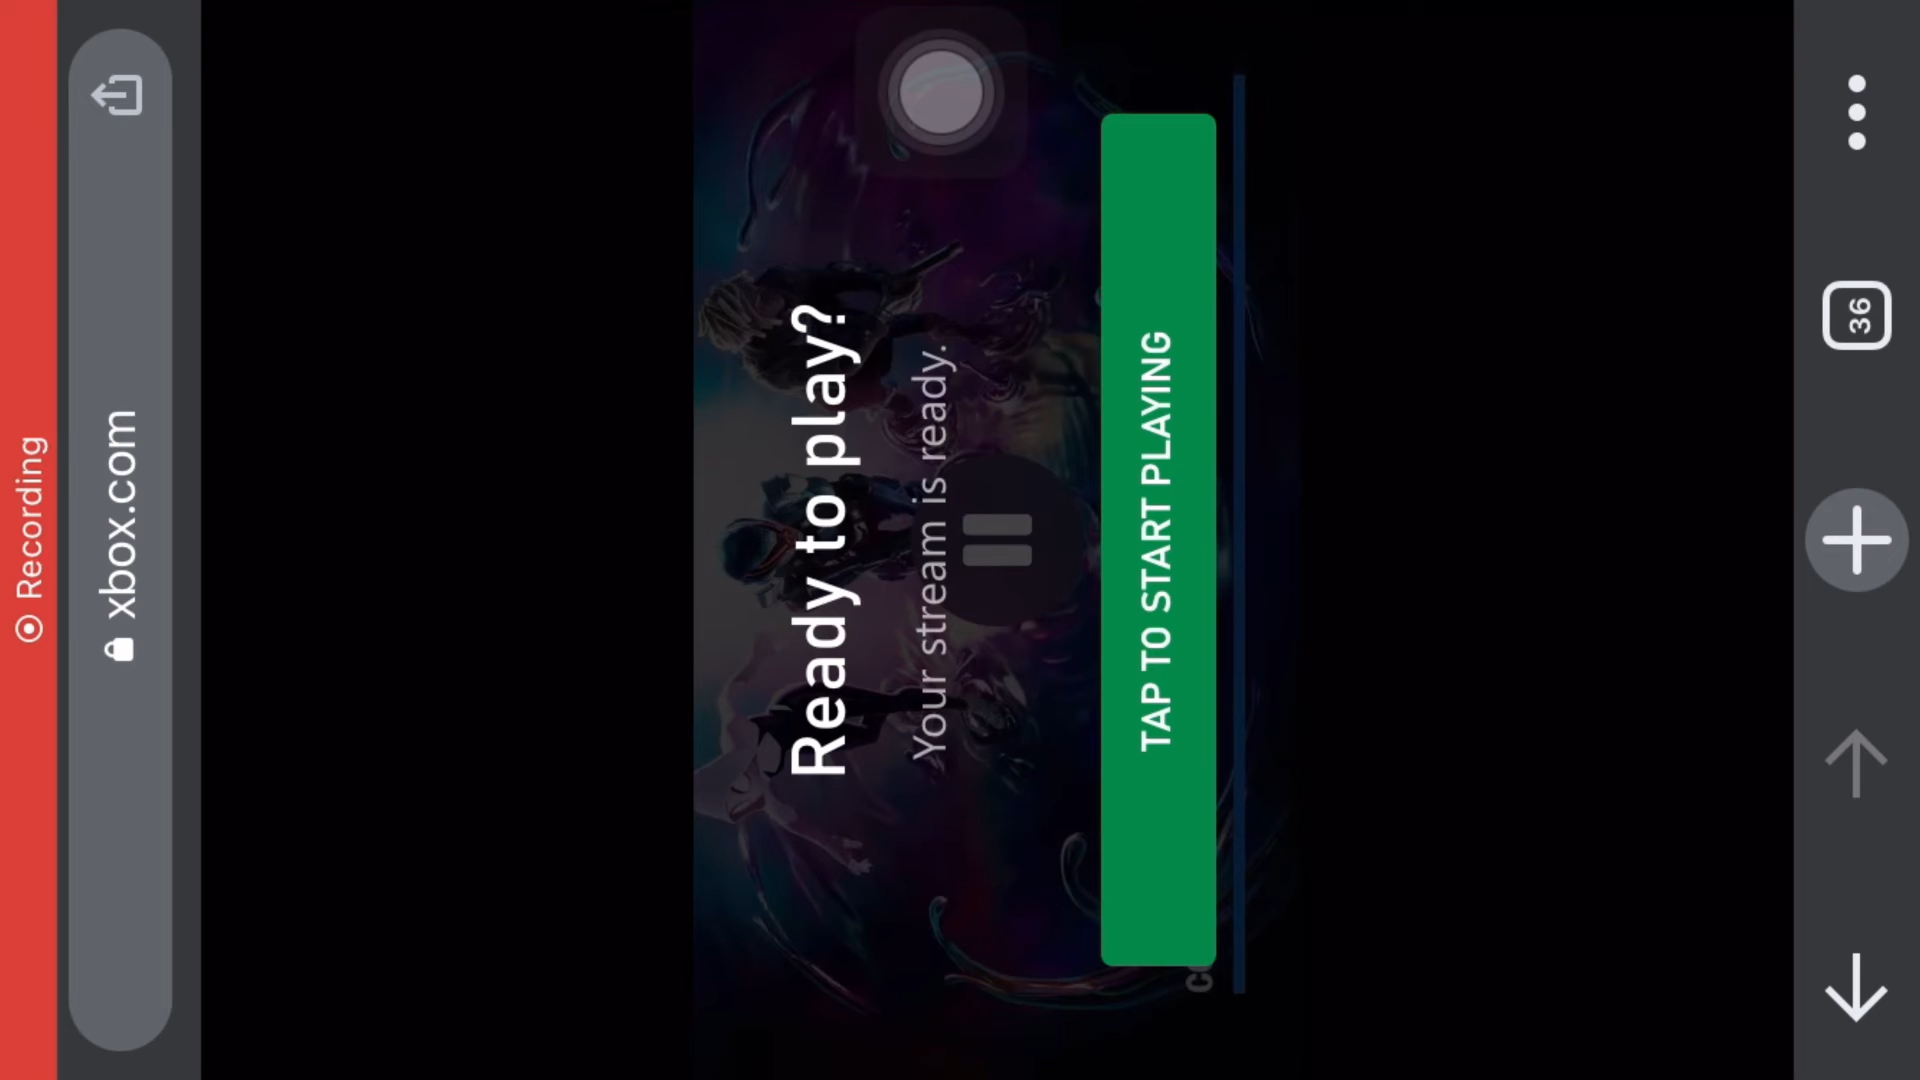 Recording
xbox.com
Ready to play?
Your stream is ready.
TAP TO START PLAYING
36